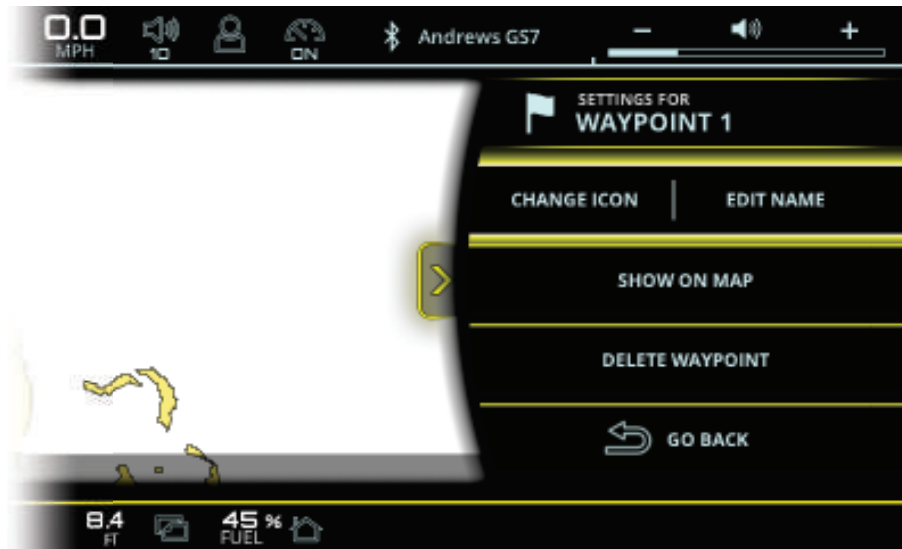 0.0
MPH
10
ON
Andrews GS7
SETTINGS FOR
WAYPOINT 1
CHANGE ICON
EDIT NAME
SHOW ON MAP
DELETE WAYPOINT
GO BACK
8.4
FT
45 %
FUEL